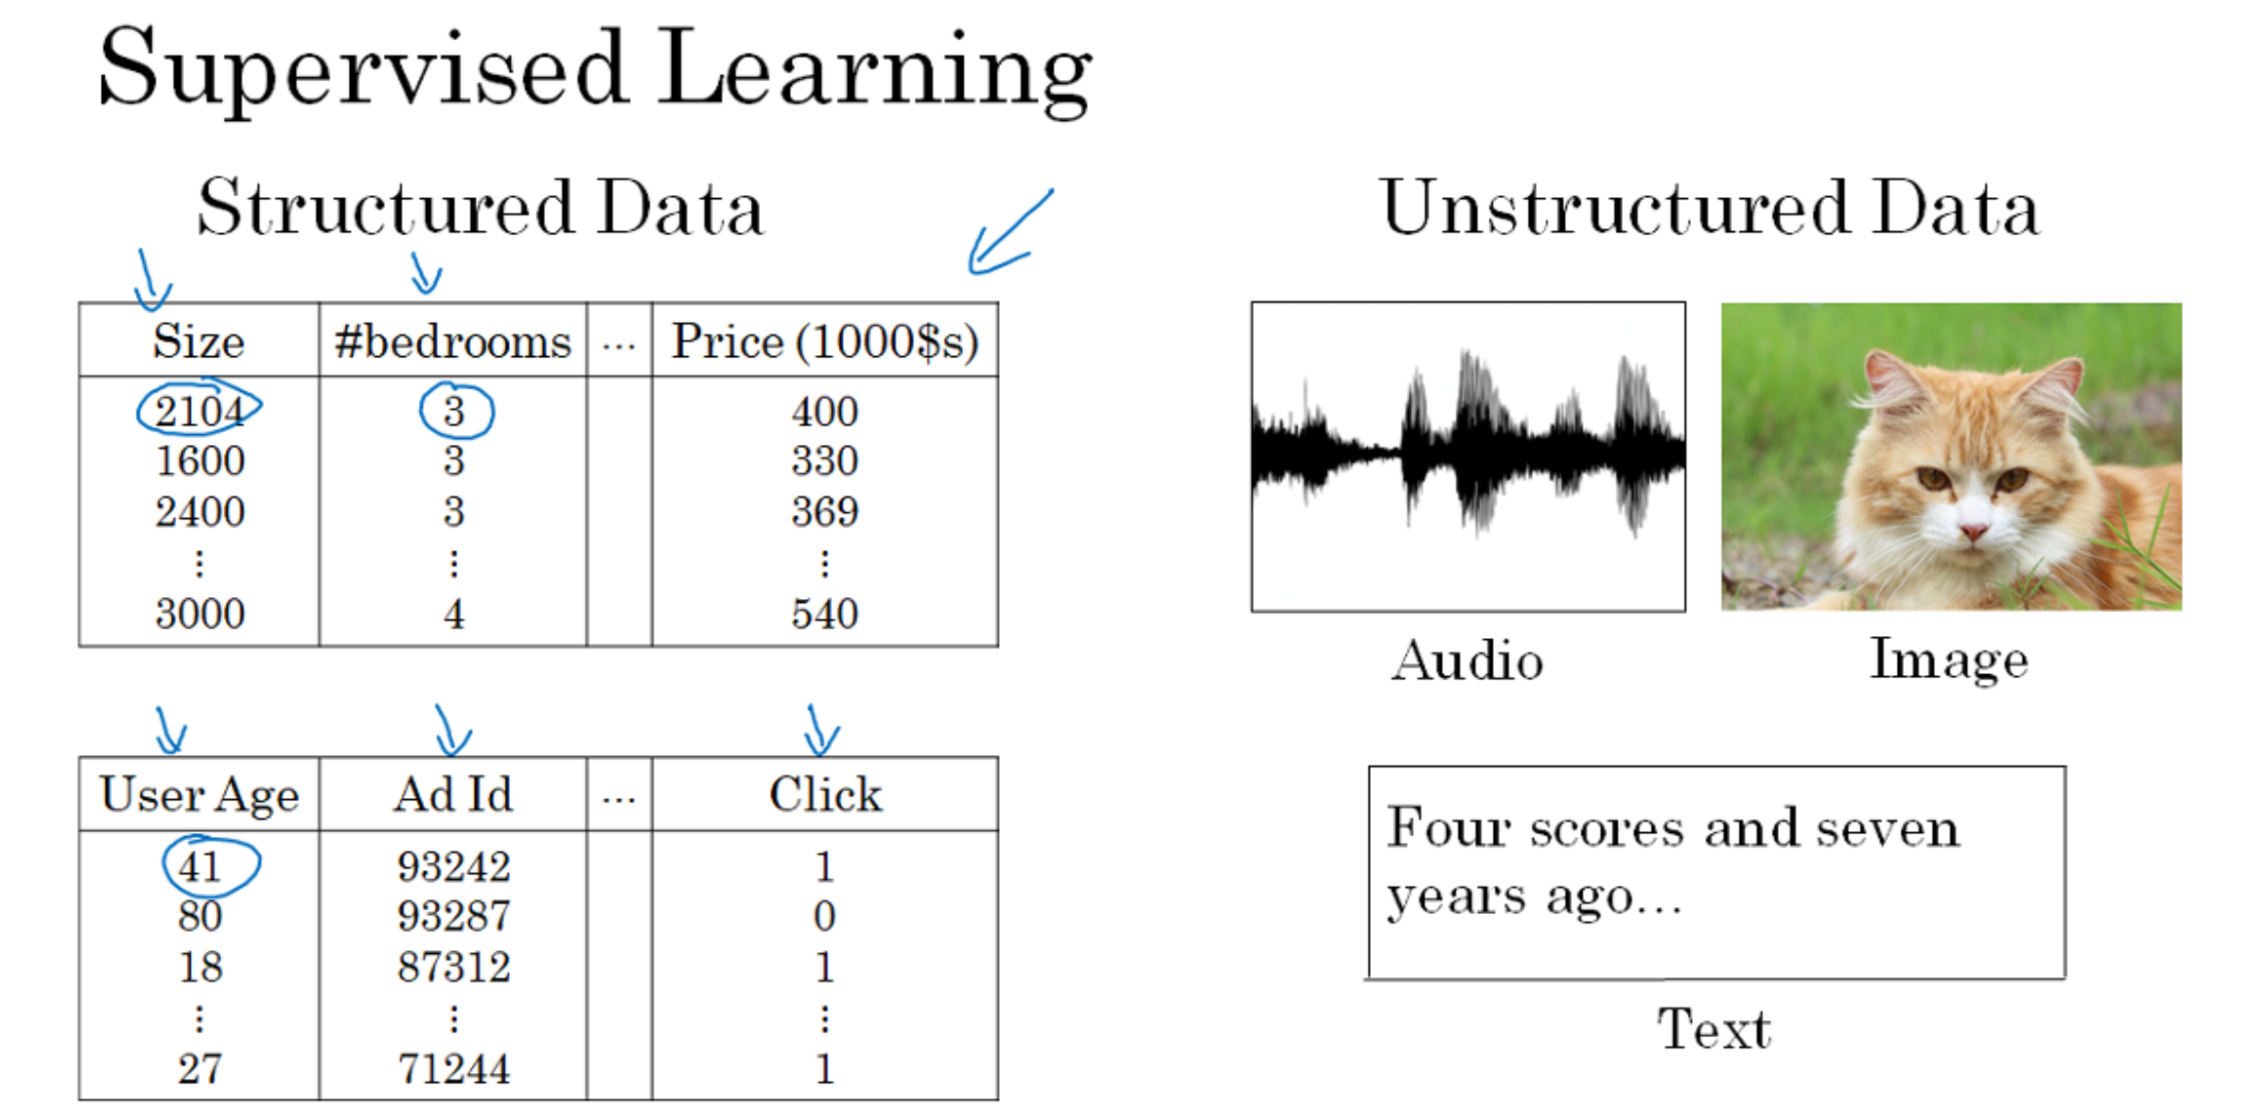 Supervised Learning
Structured Data
Size #bedrooms ... Price (1000$s)
2104 3 400
1600 3 330
2400 3 369
⋮ ⋮ ⋮
3000 4 540
User Age Ad Id ... Click
41 93242 1
80 93287 0
18 87312 1
⋮ ⋮ ⋮
27 71244 1
Unstructured Data
Audio
Image
Four scores and seven
years ago...
Text